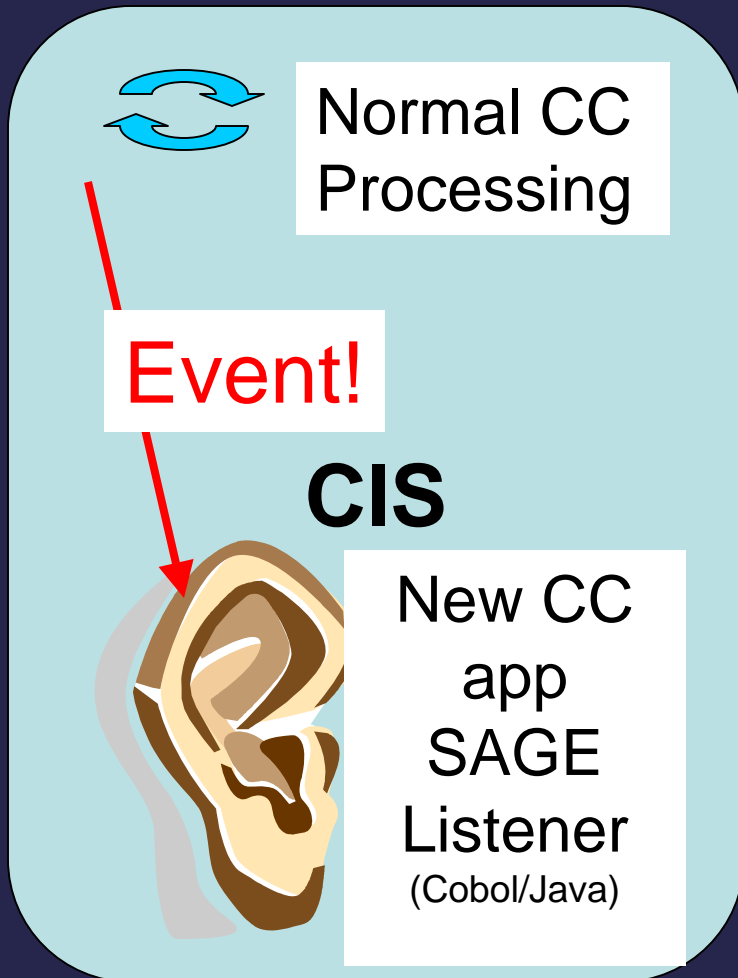 Normal CC
Processing
Event!
CIS
New CC
app
SAGE
Listener
(Cobol/Java)